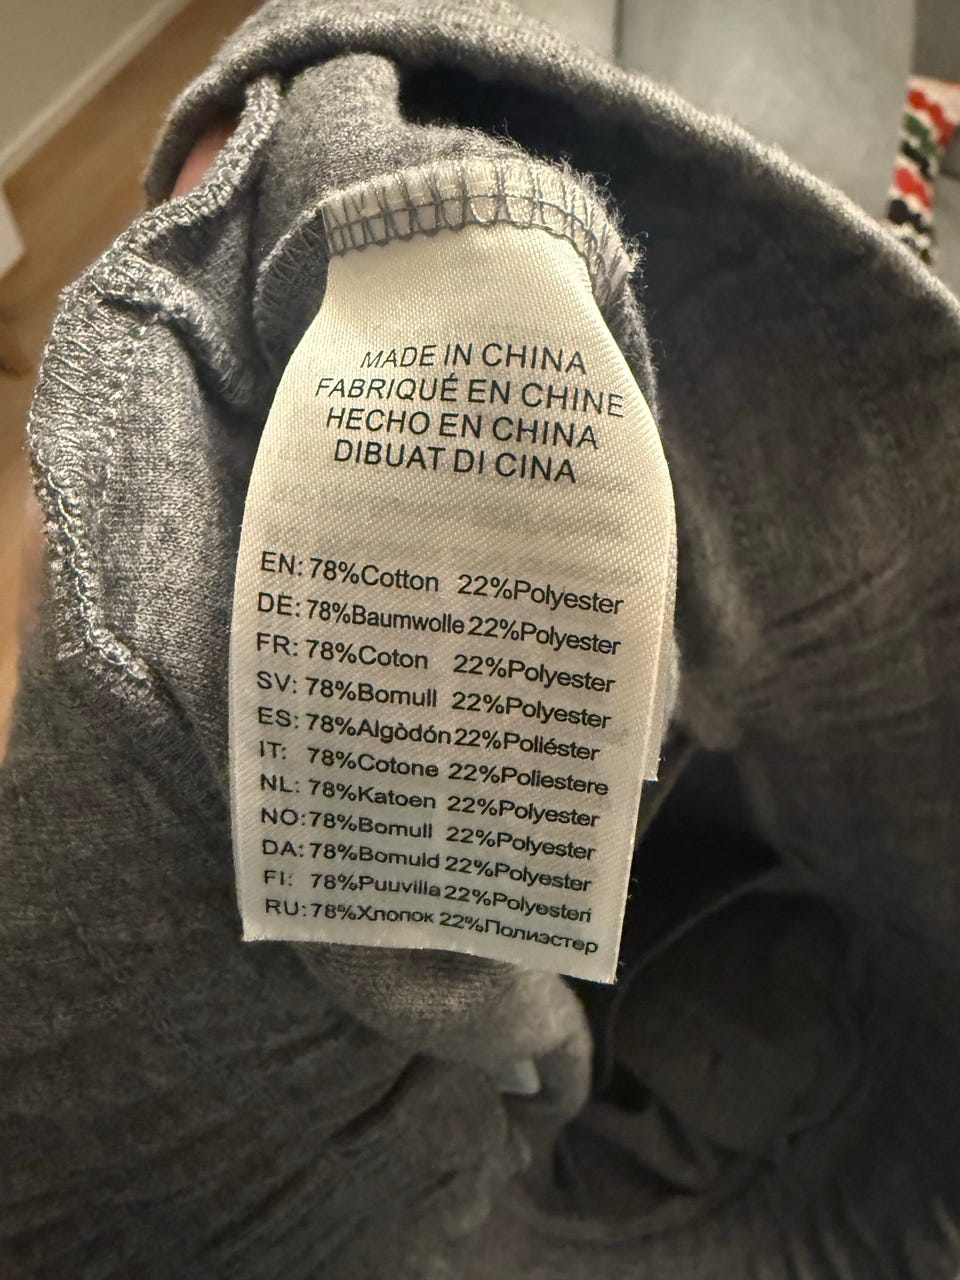 MADE IN CHINA
FABRIQUÉ EN CHINE
HECHO EN CHINA
DIBUAT DI CINA
EN: 78%Cotton 22%Polyester
DE: 78%Baumwolle 22%Polyester
FR: 78%Coton 22%Polyester
SV: 78%Bomull 22%Polyester
ES: 78%Algòdón 22%Poliéster
IT: 78%Cotone 22%Poliestere
NL: 78%Katoen 22%Polyester
NO: 78%Bomull 22%Polyester
DA: 78%Bomuld 22%Polyester
FI: 78%Puuvilla 22%Polyesteri
RU: 78%Хлопок 22%Полиэстер